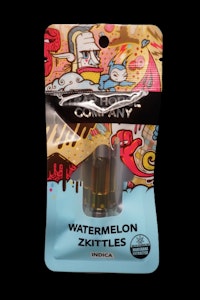 COMPANY
WATERMELON
ZKITTLES
INDICA